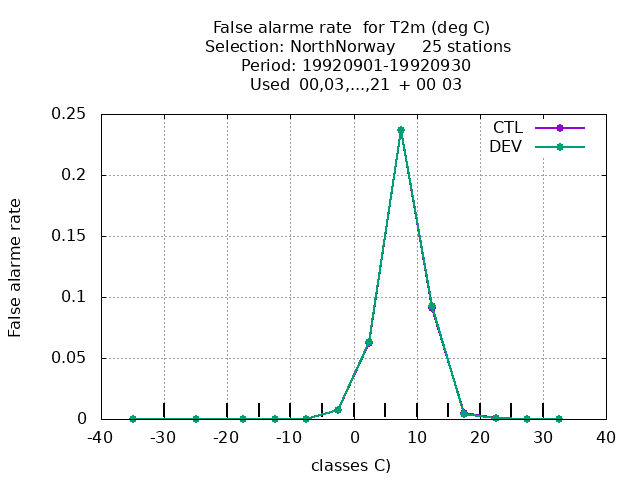 False alarme rate  for T2m (deg C)
Selection: NorthNorway     25 stations
Period: 19920901-19920930
Used  00,03,...,21  + 00 03
0.25
0.2
0.15
0.1
0.05
0
False alarme rate
CTL
DEV
-40 -30 -20 -10 0 10 20 30 40
classes C)